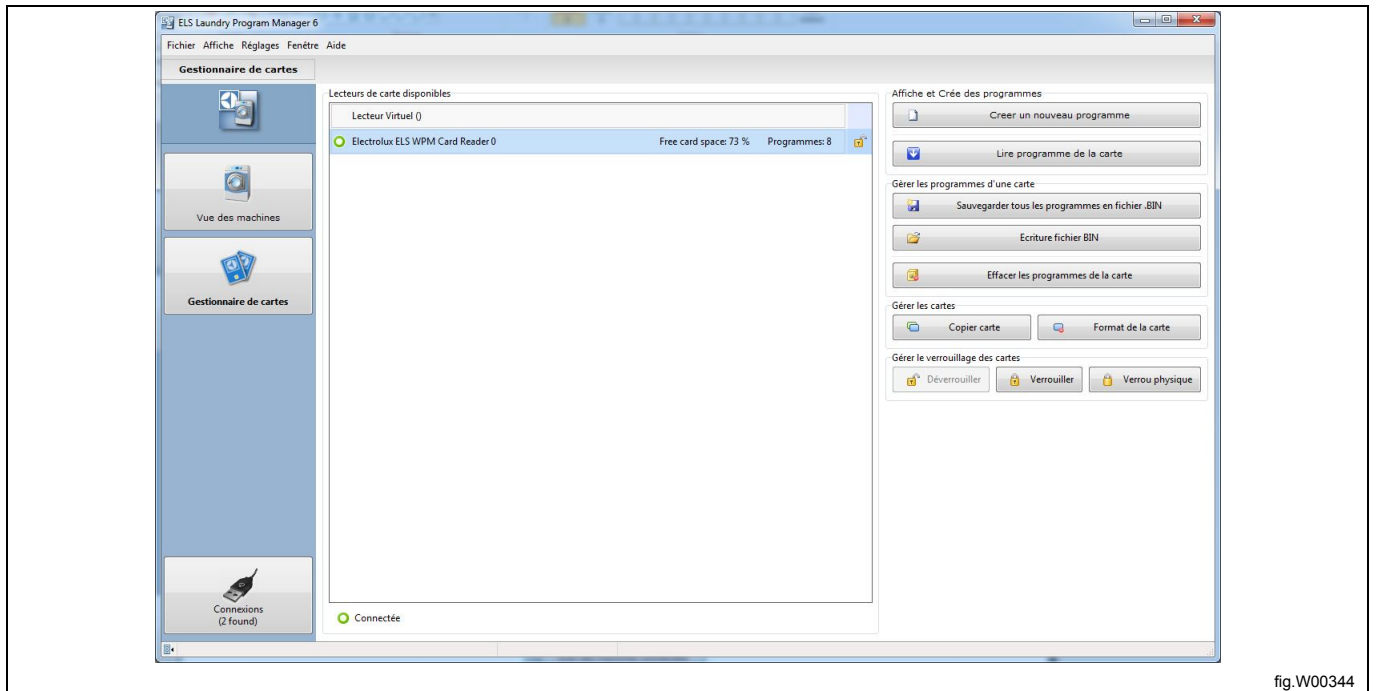 ELS Laundry Program Manager 6
Fichier Affiche Réglages Fenêtre Aide
Gestionnaire de cartes
Vue des machines
Gestionnaire de cartes
Connexions
(2 found)
Lecteurs de carte disponibles
Lecteur Virtuel ()
Electrolux ELS WPM Card Reader 0 Free card space: 73 % Programmes: 8
Connectée
Affiche et Crée des programmes
Creer un nouveau programme
Lire programme de la carte
Gèrer les programmes d'une carte
Sauvegarder tous les programmes en fichier .BIN
Ecriture fichier BIN
Effacer les programmes de la carte
Gérer les cartes
Copier carte Format de la carte
Gérer le verrouillage des cartes
Déverrouiller Verrouiller Verrou physique
fig.W00344